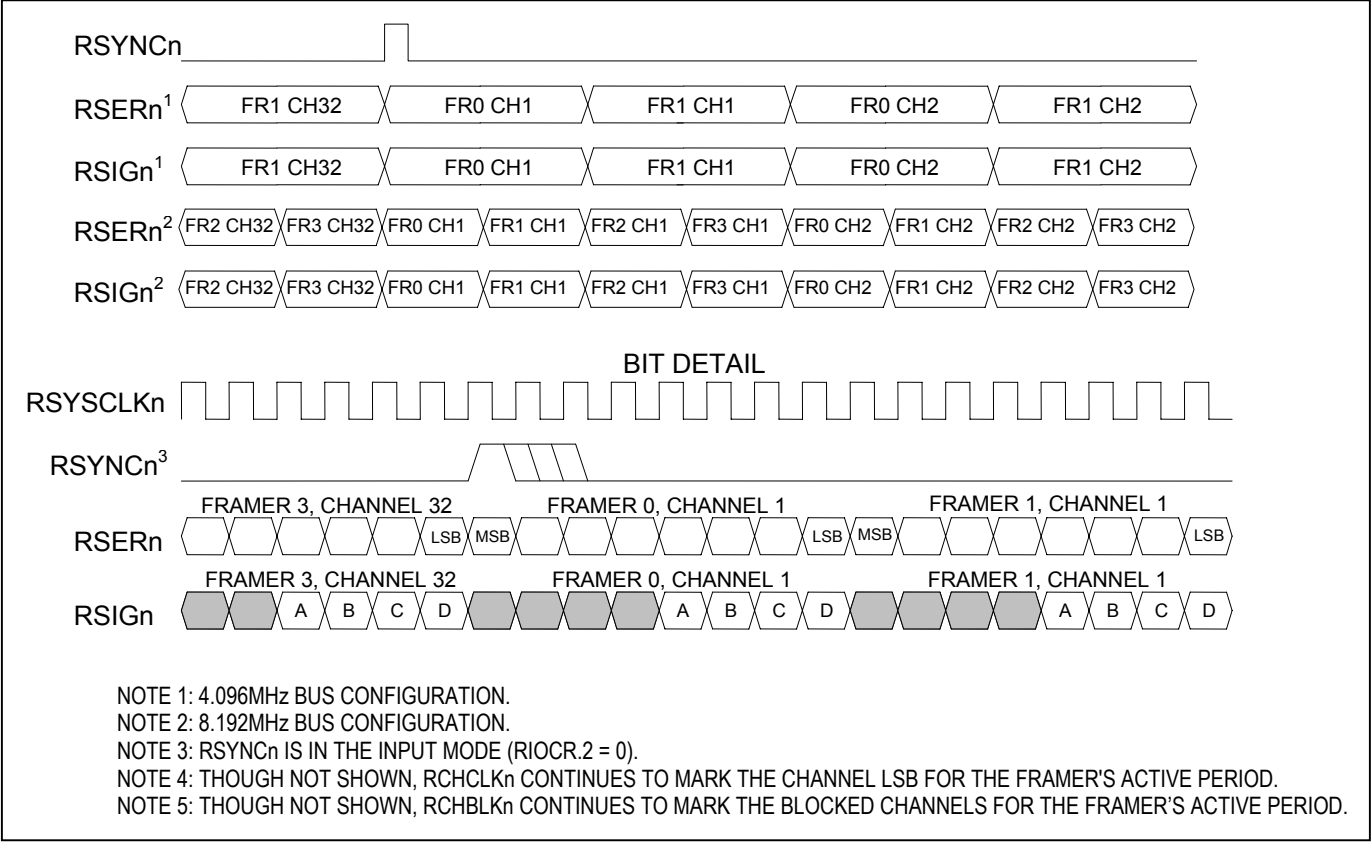 RSYNCn
RSERn1 FR1 CH32 FR0 CH1 FR1 CH1 FR0 CH2 FR1 CH2
RSIGn1 FR1 CH32 FR0 CH1 FR1 CH1 FR0 CH2 FR1 CH2
RSERn2 FR2 CH32 FR3 CH32 FR0 CH1 FR1 CH1 FR2 CH1 FR3 CH1 FR0 CH2 FR1 CH2 FR2 CH2 FR3 CH2
RSIGn2 FR2 CH32 FR3 CH32 FR0 CH1 FR1 CH1 FR2 CH1 FR3 CH1 FR0 CH2 FR1 CH2 FR2 CH2 FR3 CH2
BIT DETAIL
RSYSCLKn
RSYNCn3
FRAMER 3, CHANNEL 32 FRAMER 0, CHANNEL 1 FRAMER 1, CHANNEL 1
RSERn LSB MSB LSB MSB LSB
FRAMER 3, CHANNEL 32 FRAMER 0, CHANNEL 1 FRAMER 1, CHANNEL 1
RSIGn A B C D A B C D A B C D
NOTE 1: 4.096MHz BUS CONFIGURATION.
NOTE 2: 8.192MHz BUS CONFIGURATION.
NOTE 3: RSYNCn IS IN THE INPUT MODE (RIOCR.2 = 0).
NOTE 4: THOUGH NOT SHOWN, RCHCLKn CONTINUES TO MARK THE CHANNEL LSB FOR THE FRAMER'S ACTIVE PERIOD.
NOTE 5: THOUGH NOT SHOWN, RCHBLKn CONTINUES TO MARK THE BLOCKED CHANNELS FOR THE FRAMER’S ACTIVE PERIOD.